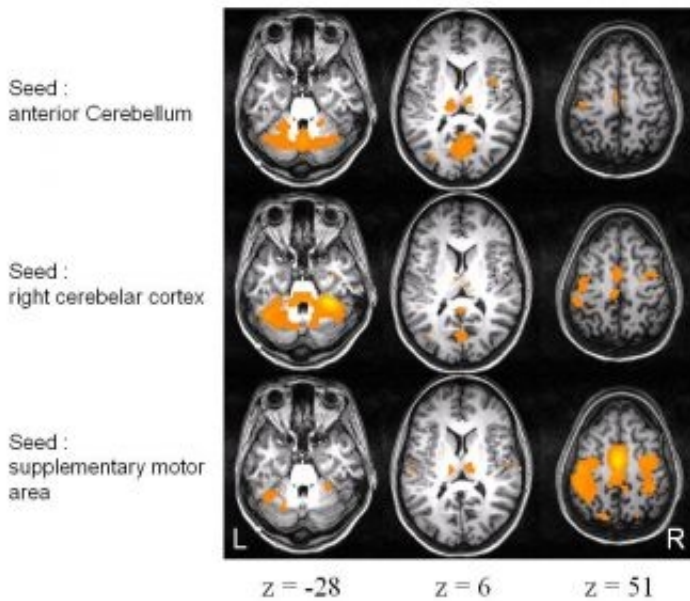 Seed :
anterior Cerebellum
Seed :
right cerebelar cortex
Seed :
supplementary motor
area
L
R
z = -28
z = 6
z = 51